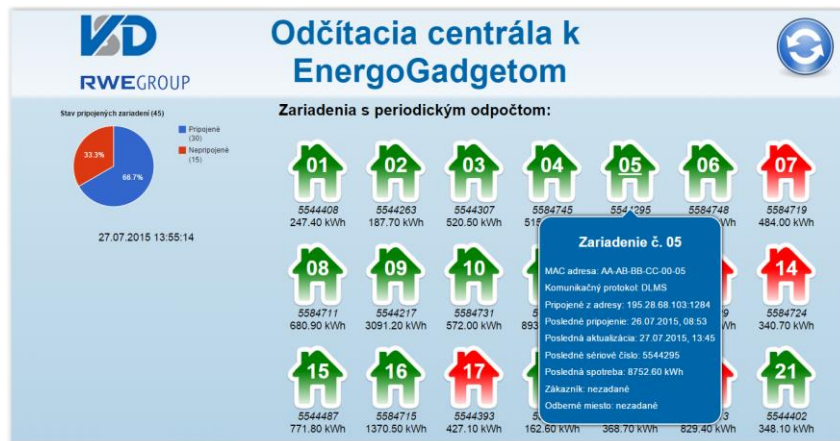 VSD
RWEGROUP
Odčítacia centrála k
EnergoGadgetom
Stav pripojených zariadení (45)
Pripojené
(30)
Nepripojené
(15)
33.3%
66.7%
27.07.2015 13:55:14
Zariadenia s periodickým odpočtom:
01 02 03 04 05 06 07
5544408 5544263 5544307 5584745 5544295 5584748 5584719
247.40 kWh 187.70 kWh 520.50 kWh kWh 484.00 kWh
Zariadenie č. 05
MAC adresa: AA-AB-BB-CC-00-05
Komunikačný protokol: DLMS
Pripojené z adresy: 195.28.68.103:1284
Posledné pripojenie: 26.07.2015, 08:53
Posledná aktualizácia: 27.07.2015, 13:45
Posledné sériové číslo: 5544295
Posledná spotreba: 8752.60 kWh
Zákazník: nezadané
Odberné miesto: nezadané
08 09 10 14
5584711 5544217 5584731 5584724
680.90 kWh 3091.20 kWh 572.00 kWh kWh 340.70 kWh
15 16 17 21
5544487 5584715 5544393 5544402
771.80 kWh 1370.50 kWh 427.10 kWh 162.60 kWh 368.70 kWh 829.40 kWh 348.10 kWh